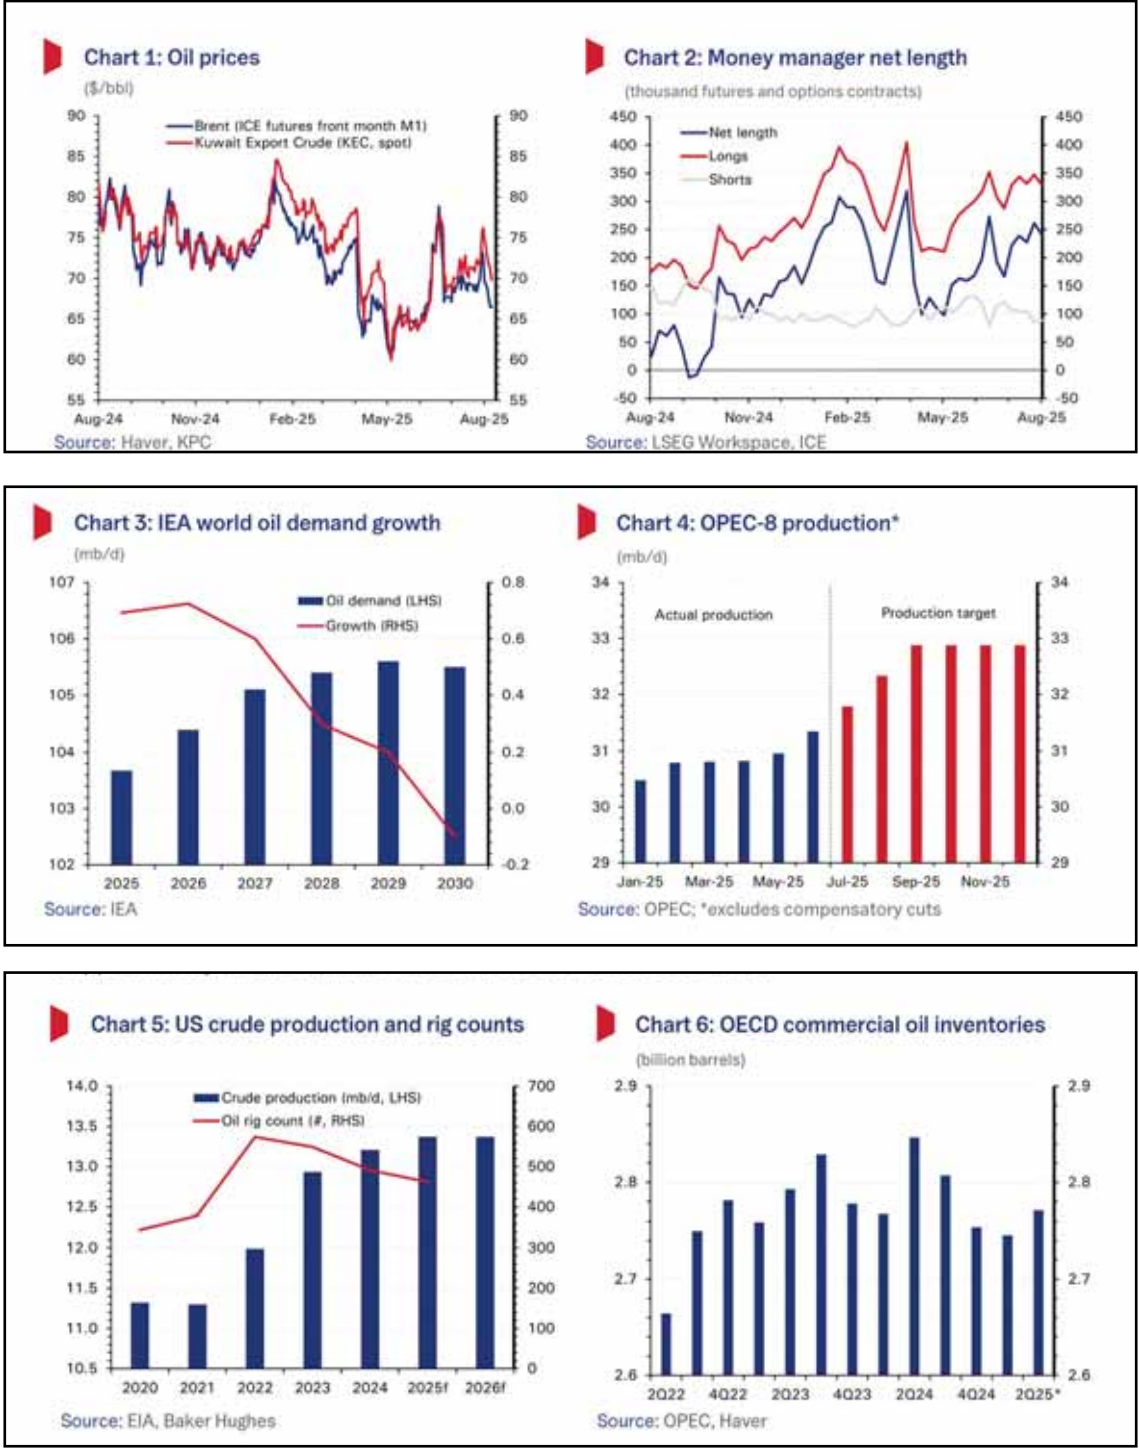 Chart 1: Oil prices
($/bbl)
Brent (ICE futures front month M1)
Kuwait Export Crude (KEC, spot)
90 90
85 85
80 80
75 75
70 70
65 65
60 60
55 55
Aug-24 Nov-24 Feb-25 May-25 Aug-25
Source: Haver, KPC
Chart 2: Money manager net length
(thousand futures and options contracts)
Net length
Longs
Shorts
450 450
400 400
350 350
300 300
250 250
200 200
150 150
100 100
50 50
0 0
-50 -50
Aug-24 Nov-24 Feb-25 May-25 Aug-25
Source: LSEG Workspace, ICE
Chart 3: IEA world oil demand growth
(mb/d)
Oil demand (LHS)
Growth (RHS)
107 0.8
106 0.6
105 0.4
104 0.2
103 0.0
102 -0.2
2025 2026 2027 2028 2029 2030
Source: IEA
Chart 4: OPEC-8 production*
(mb/d)
Actual production Production target
34 34
33 33
32 32
31 31
30 30
29 29
Jan-25 Mar-25 May-25 Jul-25 Sep-25 Nov-25
Source: OPEC; *excludes compensatory cuts
Chart 5: US crude production and rig counts
Crude production (mb/d, LHS)
Oil rig count (#, RHS)
14.0 700
13.5 600
13.0 500
12.5 400
12.0 300
11.5 200
11.0 100
10.5 0
2020 2021 2022 2023 2024 2025f 2026f
Source: EIA, Baker Hughes
Chart 6: OECD commercial oil inventories
(billion barrels)
2.9 2.9
2.8 2.8
2.7 2.7
2.6 2.6
2Q22 4Q22 2Q23 4Q23 2Q24 4Q24 2Q25*
Source: OPEC, Haver